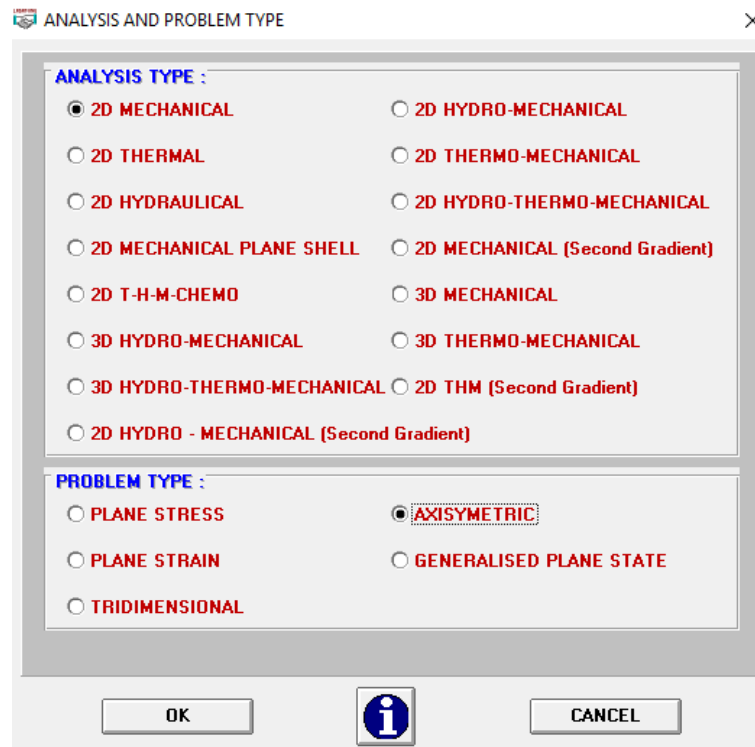 ANALYSIS AND PROBLEM TYPE
ANALYSIS TYPE :
2D MECHANICAL
2D HYDRO-MECHANICAL
2D THERMAL
2D THERMO-MECHANICAL
2D HYDRAULICAL
2D HYDRO-THERMO-MECHANICAL
2D MECHANICAL PLANE SHELL
2D MECHANICAL (Second Gradient)
2D T-H-M-CHEMO
3D MECHANICAL
3D HYDRO-MECHANICAL
3D THERMO-MECHANICAL
3D HYDRO-THERMO-MECHANICAL
2D THM (Second Gradient)
2D HYDRO - MECHANICAL (Second Gradient)
PROBLEM TYPE :
PLANE STRESS
AXISYMETRIC
PLANE STRAIN
GENERALISED PLANE STATE
TRIDIMENSIONAL
OK
CANCEL